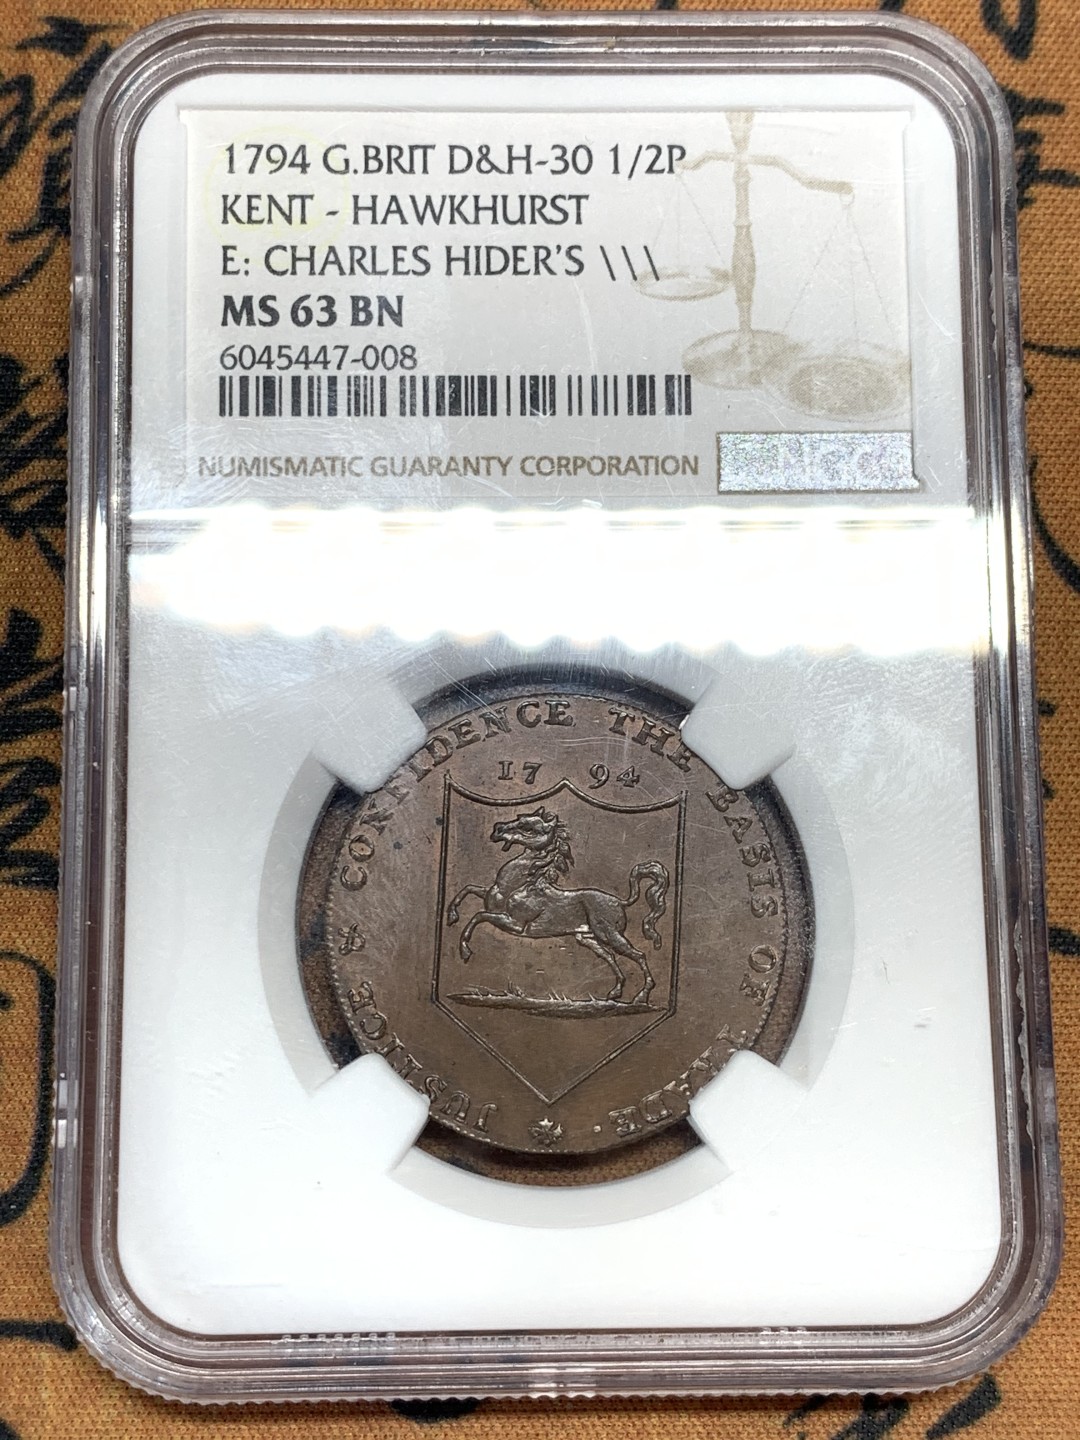 1794 G.BRIT D&H-30 1/2P
KENT - HAWKHURST
E: CHARLES HIDER'S \ \ \
MS 63 BN
6045447-008
NUMISMATIC GUARANTY CORPORATION
NGC
JUSTICE & CONFIDENCE THE BASIS OF TRADE .
17 94